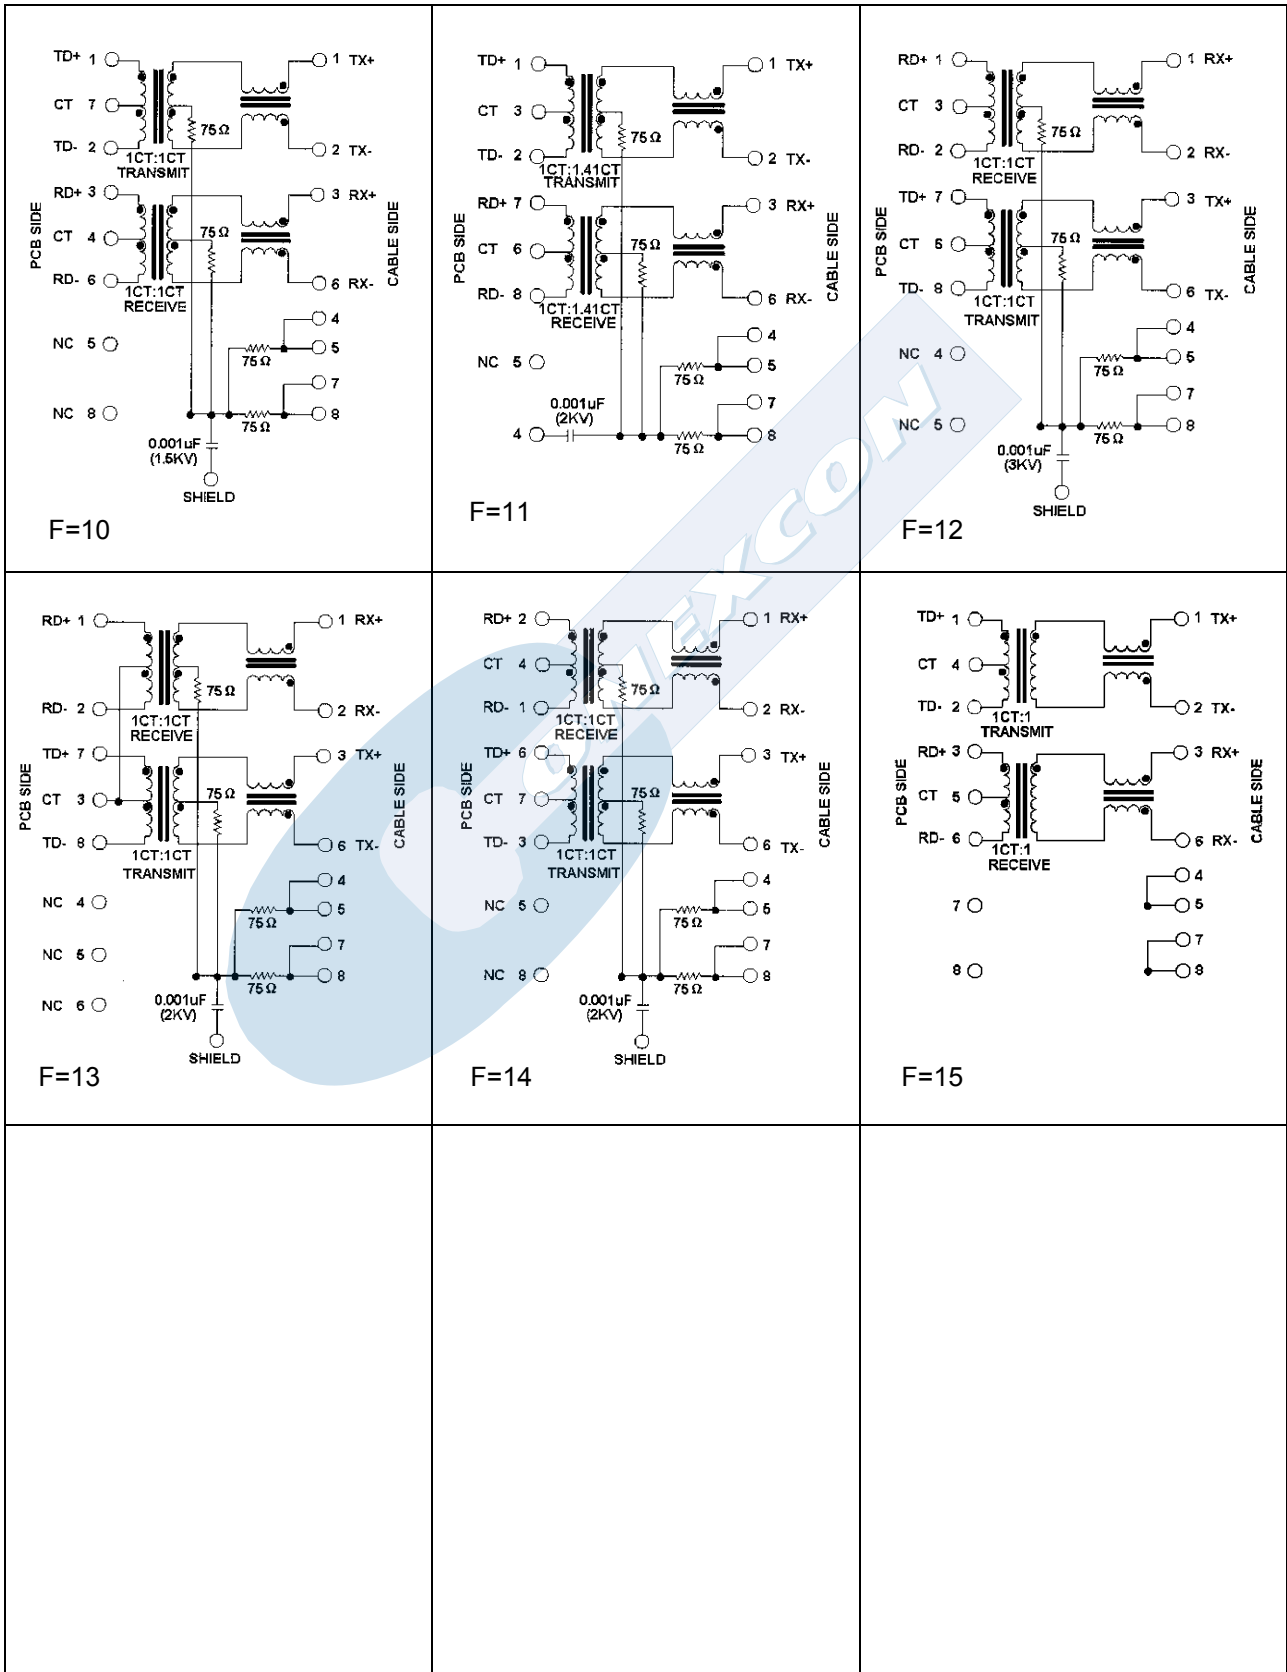 TD+ 1
1 TX+
CT 7
75Ω
TD- 2
2 TX-
1CT:1CT
TRANSMIT
RD+ 3
3 RX+
75Ω
PCB SIDE
CT 4
CABLE SIDE
RD- 6
6 RX-
1CT:1CT
RECEIVE
4
NC 5
75Ω
5
7
NC 8
75Ω
8
0.001uF
(1.5KV)
SHIELD
F=10
TD+ 1
1 TX+
CT 3
75Ω
TD- 2
2 TX-
1CT:1.41CT
TRANSMIT
RD+ 7
3 RX+
75Ω
PCB SIDE
CT 6
CABLE SIDE
RD- 8
6 RX-
1CT:1.41CT
RECEIVE
4
NC 5
75Ω
5
0.001uF
(2KV)
7
4
75Ω
8
F=11
RD+ 1
1 RX+
CT 3
75Ω
RD- 2
2 RX-
1CT:1CT
RECEIVE
TD+ 7
3 TX+
75Ω
PCB SIDE
CT 6
CABLE SIDE
TD- 8
6 TX-
1CT:1CT
TRANSMIT
4
NC 4
75Ω
5
7
NC 5
75Ω
8
0.001uF
(3KV)
SHIELD
F=12
RD+ 1
1 RX+
75Ω
RD- 2
2 RX-
1CT:1CT
RECEIVE
TD+ 7
3 TX+
75Ω
PCB SIDE
CT 3
CABLE SIDE
TD- 8
6 TX-
1CT:1CT
TRANSMIT
4
NC 4
75Ω
5
7
NC 5
75Ω
8
NC 6
0.001uF
(2KV)
SHIELD
F=13
RD+ 2
1 RX+
CT 4
75Ω
RD- 1
2 RX-
1CT:1CT
RECEIVE
TD+ 6
3 TX+
75Ω
PCB SIDE
CT 7
CABLE SIDE
TD- 3
6 TX-
1CT:1CT
TRANSMIT
4
NC 5
75Ω
5
7
NC 8
75Ω
8
0.001uF
(2KV)
SHIELD
F=14
TD+ 1
1 TX+
CT 4
TD- 2
2 TX-
1CT:1
TRANSMIT
RD+ 3
3 RX+
PCB SIDE
CT 5
CABLE SIDE
RD- 6
6 RX-
1CT:1
RECEIVE
4
7
5
7
8
8
F=15
CONEXCON